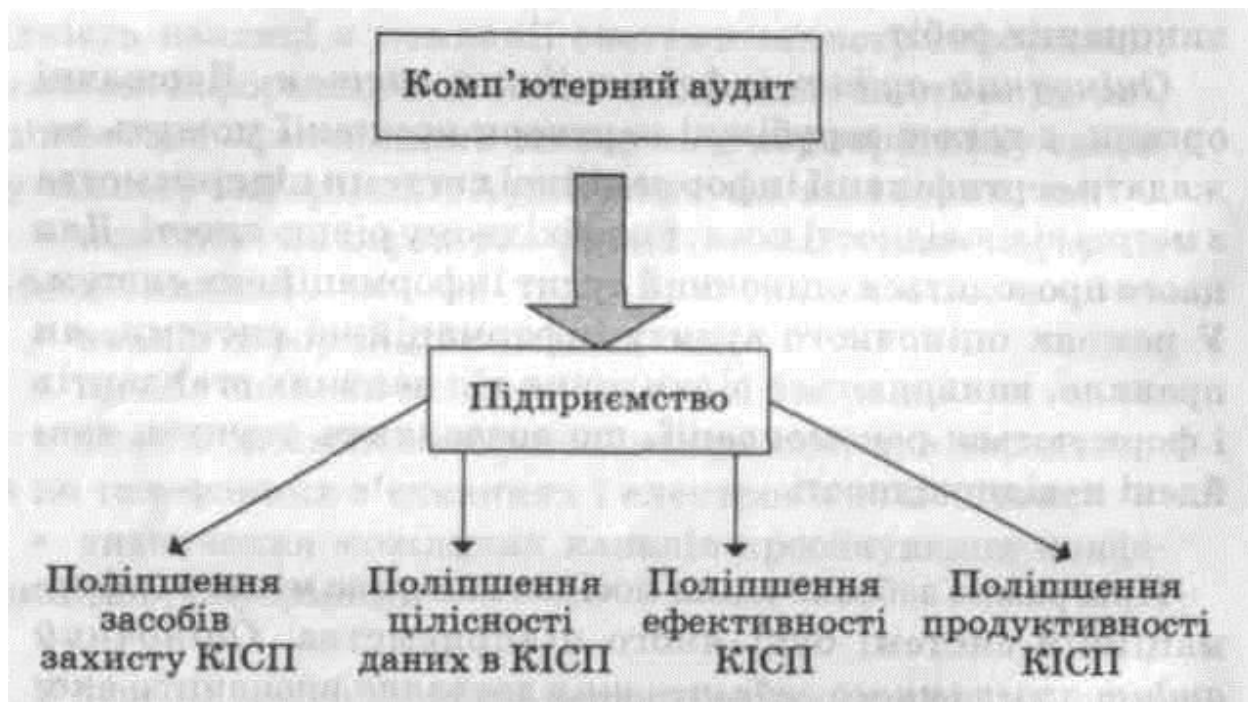 Комп’ютерний аудит
Підприємство
Поліпшення
засобів
захисту КІСП
Поліпшення
цілісності
даних в КІСП
Поліпшення
ефективності
КІСП
Поліпшення
продуктивності
КІСП